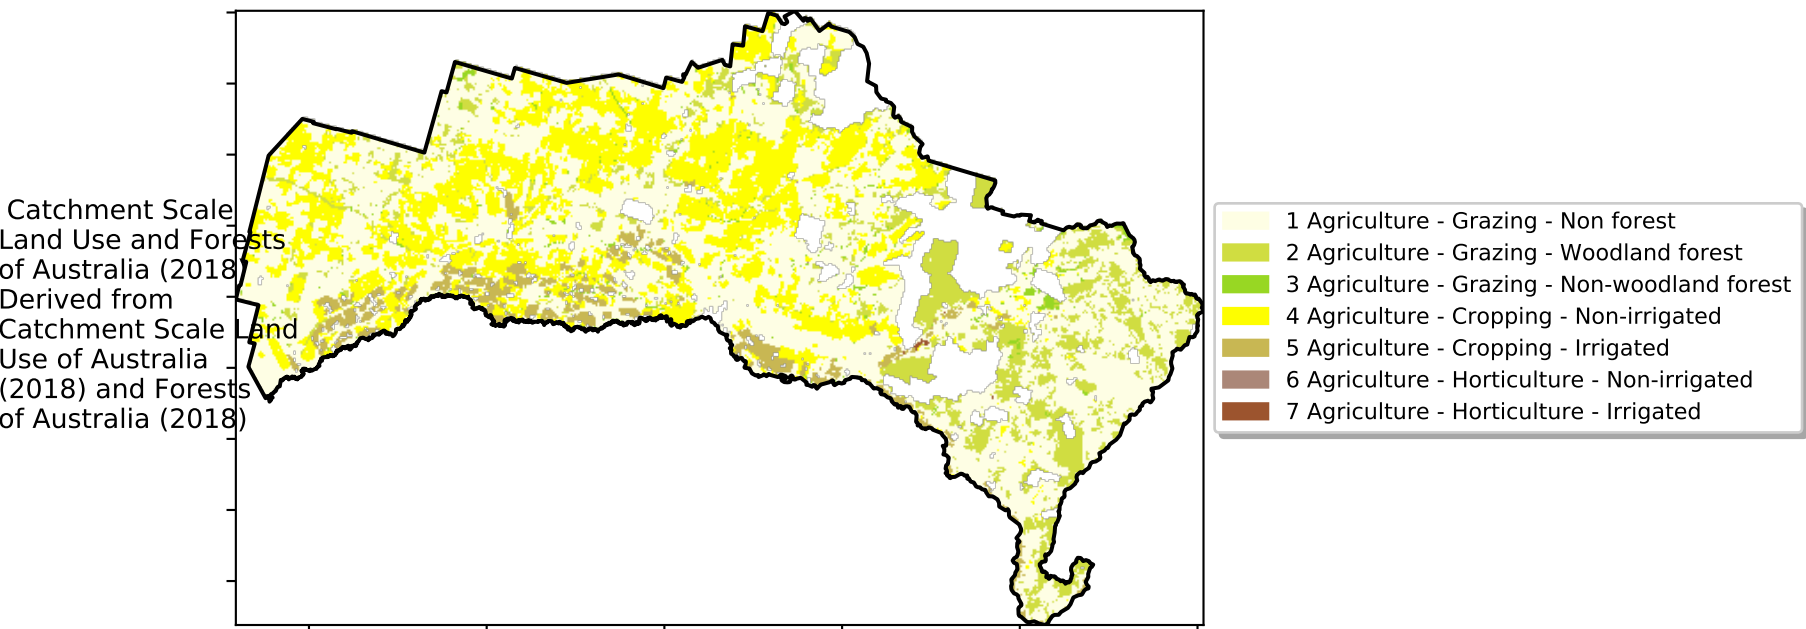 Catchment Scale
Land Use and Forests
of Australia (2018)
Derived from
Catchment Scale Land
Use of Australia
(2018) and Forests
of Australia (2018)
1 Agriculture - Grazing - Non forest
2 Agriculture - Grazing - Woodland forest
3 Agriculture - Grazing - Non-woodland forest
4 Agriculture - Cropping - Non-irrigated
5 Agriculture - Cropping - Irrigated
6 Agriculture - Horticulture - Non-irrigated
7 Agriculture - Horticulture - Irrigated